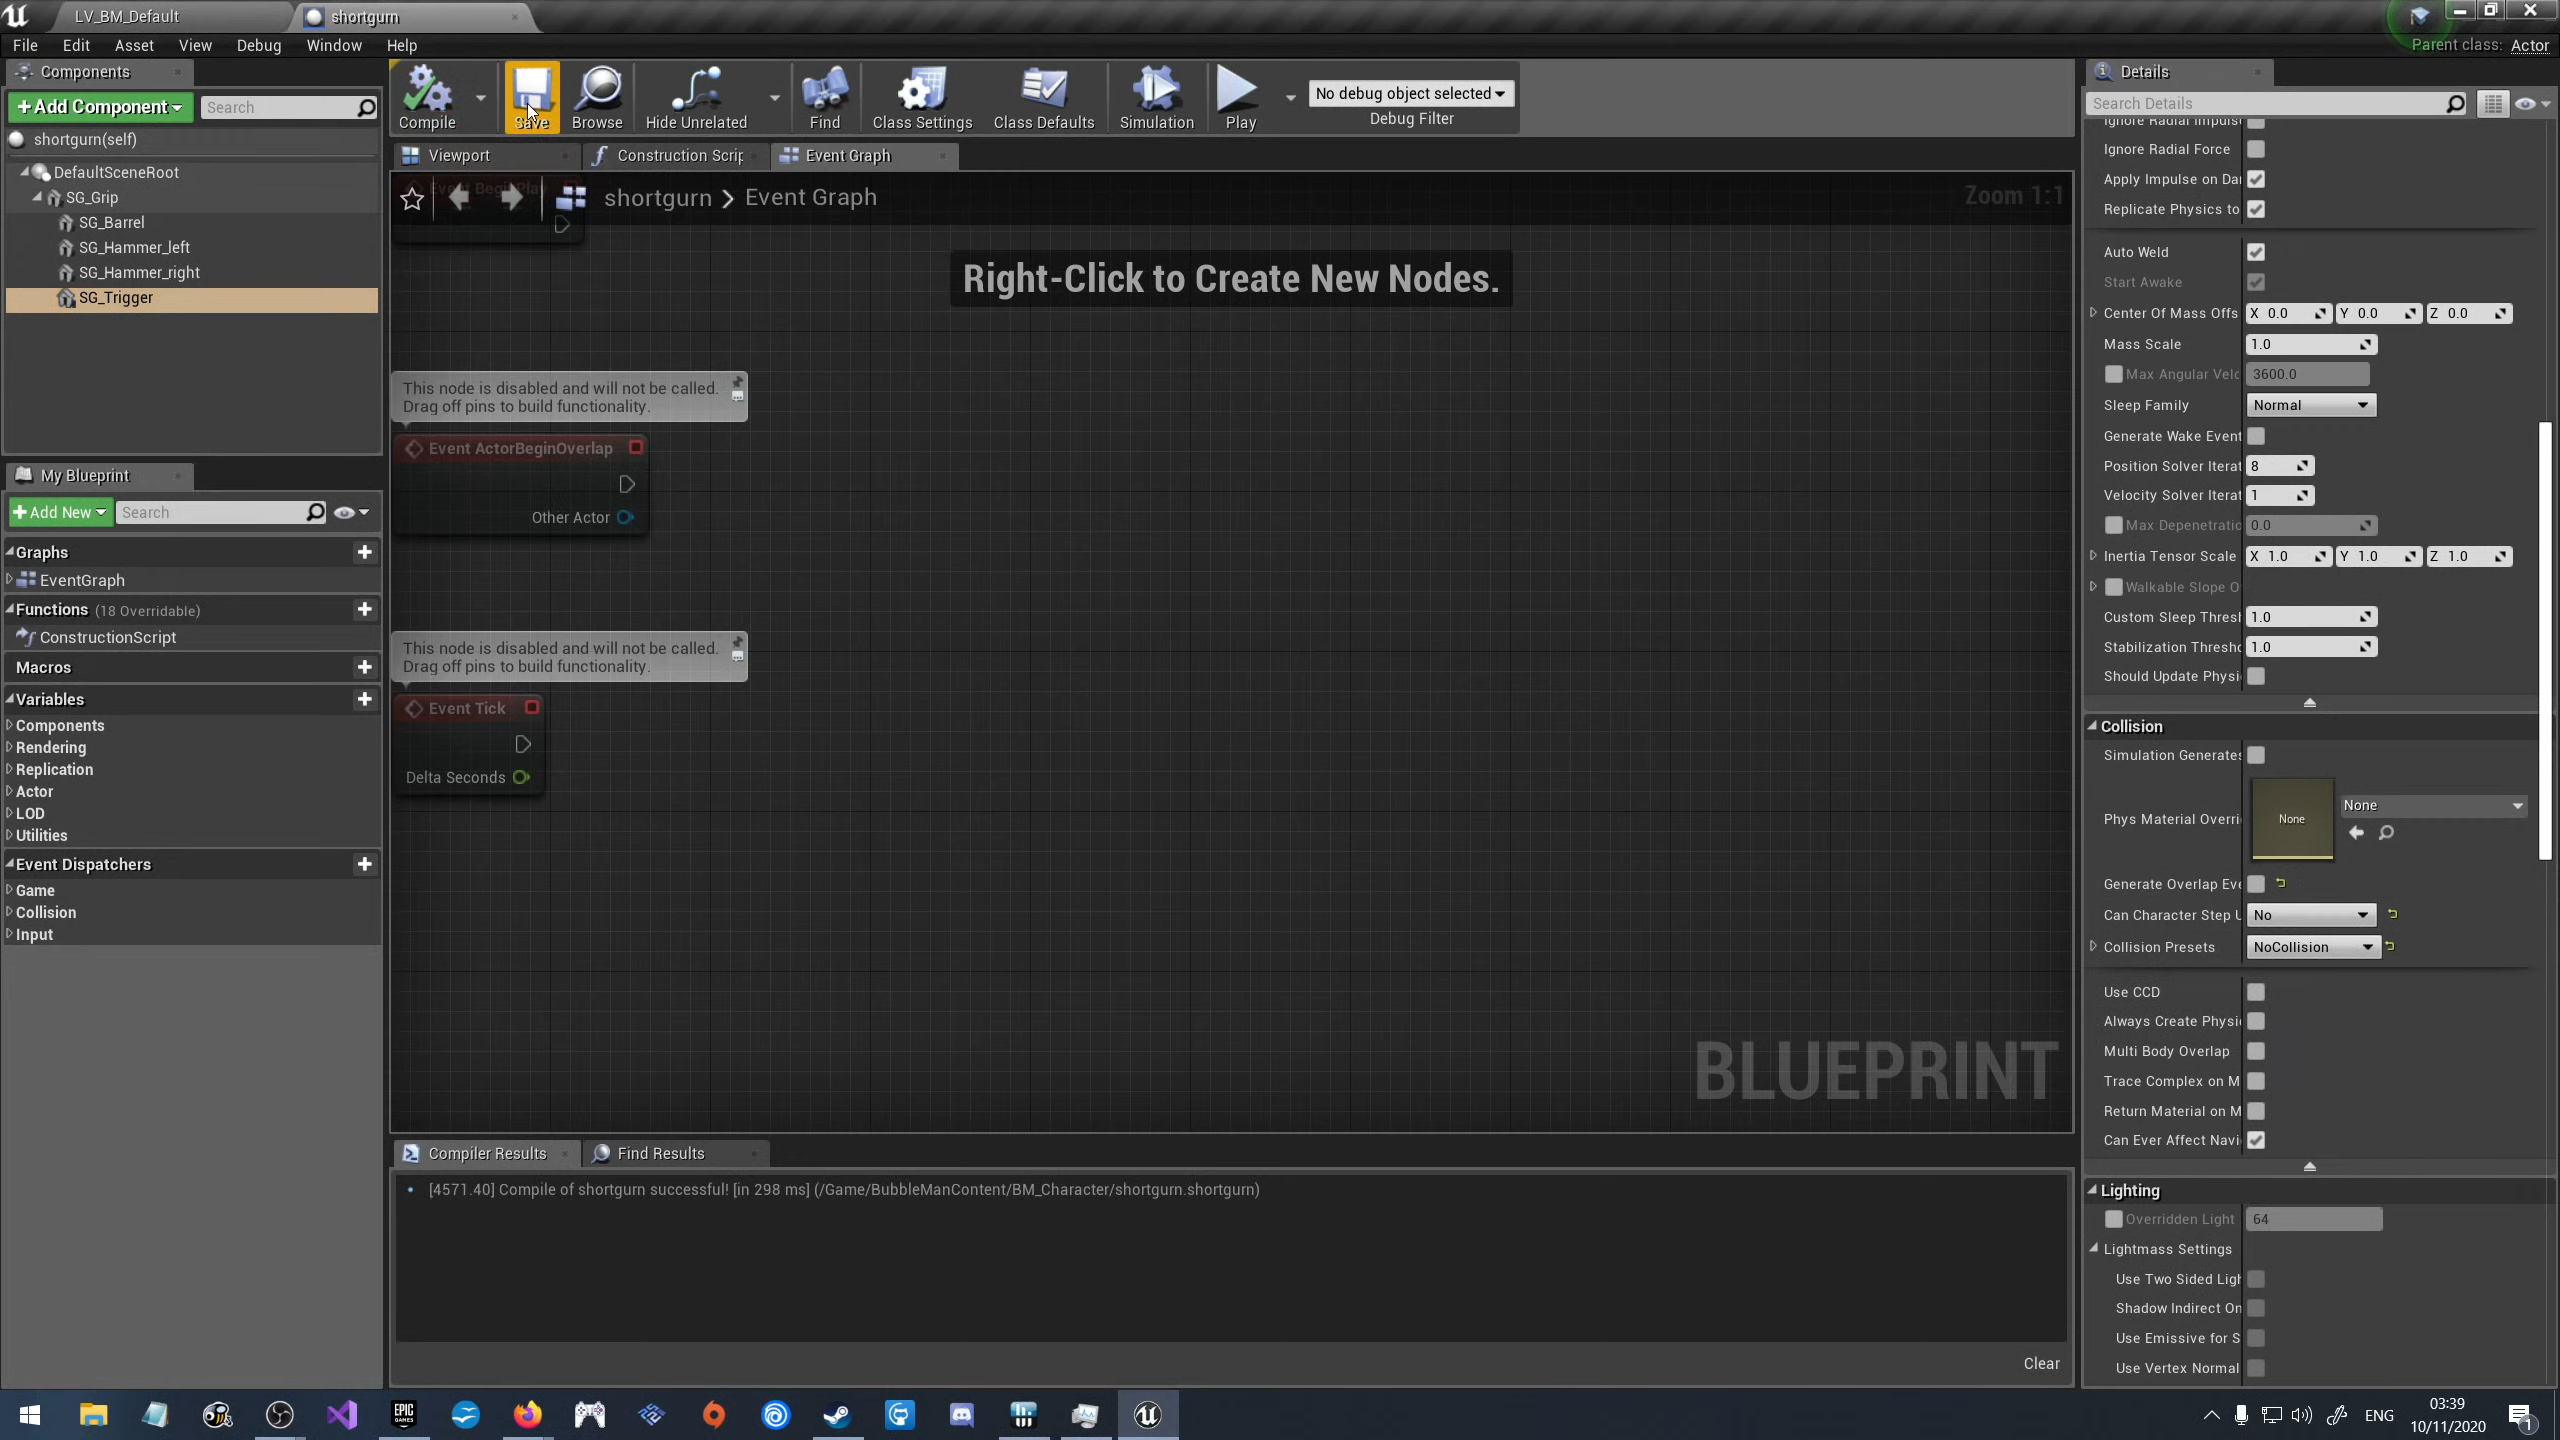 LV_BM_Default
shortgurn
File Edit Asset View Debug Window Help
Parent class: Actor
Components
+Add Component
Search
shortgurn(self)
DefaultSceneRoot
SG_Grip
SG_Barrel
SG_Hammer_left
SG_Hammer_right
SG_Trigger
My Blueprint
+Add New
Search
Graphs
EventGraph
Functions (18 Overridable)
ConstructionScript
Macros
Variables
Components
Rendering
Replication
Actor
LOD
Utilities
Event Dispatchers
Game
Collision
Input
Compile
Save
Browse
Hide Unrelated
Find
Class Settings
Class Defaults
Simulation
Play
No debug object selected
Debug Filter
Viewport
Construction Scrip
Event Graph
Event BeginPlay
shortgurn > Event Graph
Zoom 1:1
Right-Click to Create New Nodes.
This node is disabled and will not be called.
Drag off pins to build functionality.
Event ActorBeginOverlap
Other Actor
This node is disabled and will not be called.
Drag off pins to build functionality.
Event Tick
Delta Seconds
BLUEPRINT
Compiler Results
Find Results
[4571.40] Compile of shortgurn successful! [in 298 ms] (/Game/BubbleManContent/BM_Character/shortgurn.shortgurn)
Clear
Details
Search Details
Ignore Radial Impuls
Ignore Radial Force
Apply Impulse on Da
Replicate Physics to
Auto Weld
Start Awake
Center Of Mass Offs X 0.0 Y 0.0 Z 0.0
Mass Scale 1.0
Max Angular Velo 3600.0
Sleep Family Normal
Generate Wake Event
Position Solver Iterat 8
Velocity Solver Iterat 1
Max Depenetratio 0.0
Inertia Tensor Scale X 1.0 Y 1.0 Z 1.0
Walkable Slope O
Custom Sleep Thresl 1.0
Stabilization Thresho 1.0
Should Update Physi
Collision
Simulation Generates
Phys Material Overri None None
Generate Overlap Eve
Can Character Step U No
Collision Presets NoCollision
Use CCD
Always Create Physi
Multi Body Overlap
Trace Complex on M
Return Material on M
Can Ever Affect Navi
Lighting
Overridden Light 64
Lightmass Settings
Use Two Sided Ligh
Shadow Indirect On
Use Emissive for S
Use Vertex Normal
EPIC
GAMES
ENG
03:39
10/11/2020
1